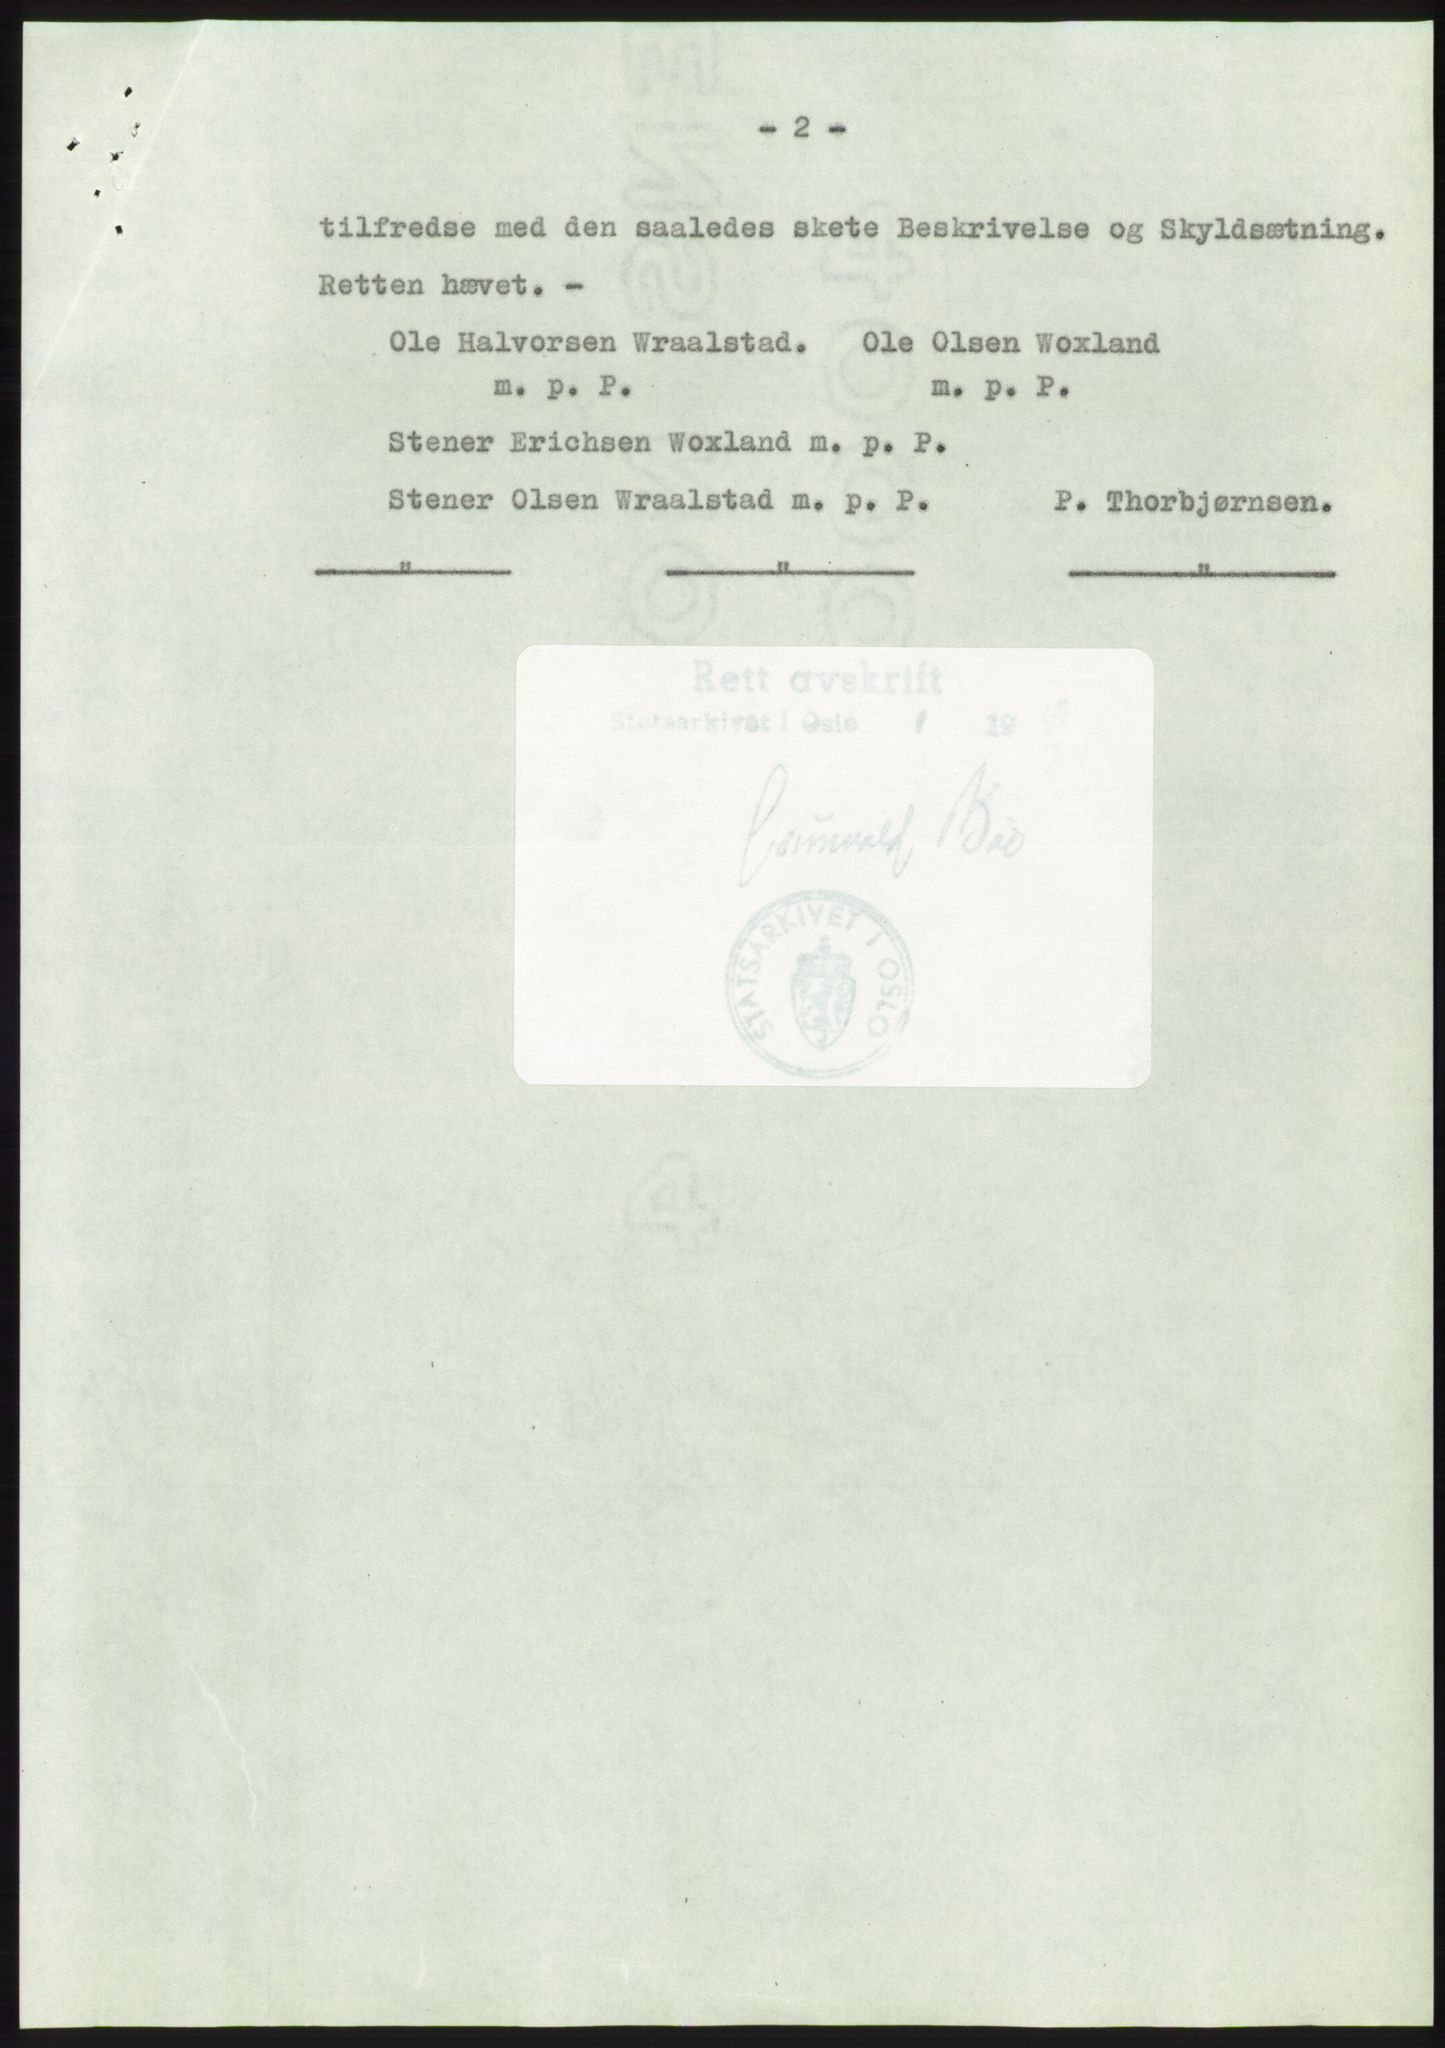 - 2 -
tilfredse med den saaledes skete Beskrivelse og Skyldsætning.
Retten hævet. -
Ole Halvorsen Wraalstad. Ole Olsen Woxland
m. p. P. m. p. P.
Stener Erichsen Woxland m. p. P.
Stener Olsen Wraalstad m. p. P. P. Thorbjørnsen.
" " "
Rett avskrift
Statsarkivet i Oslo / 19
STATSARKIVET I OSLO